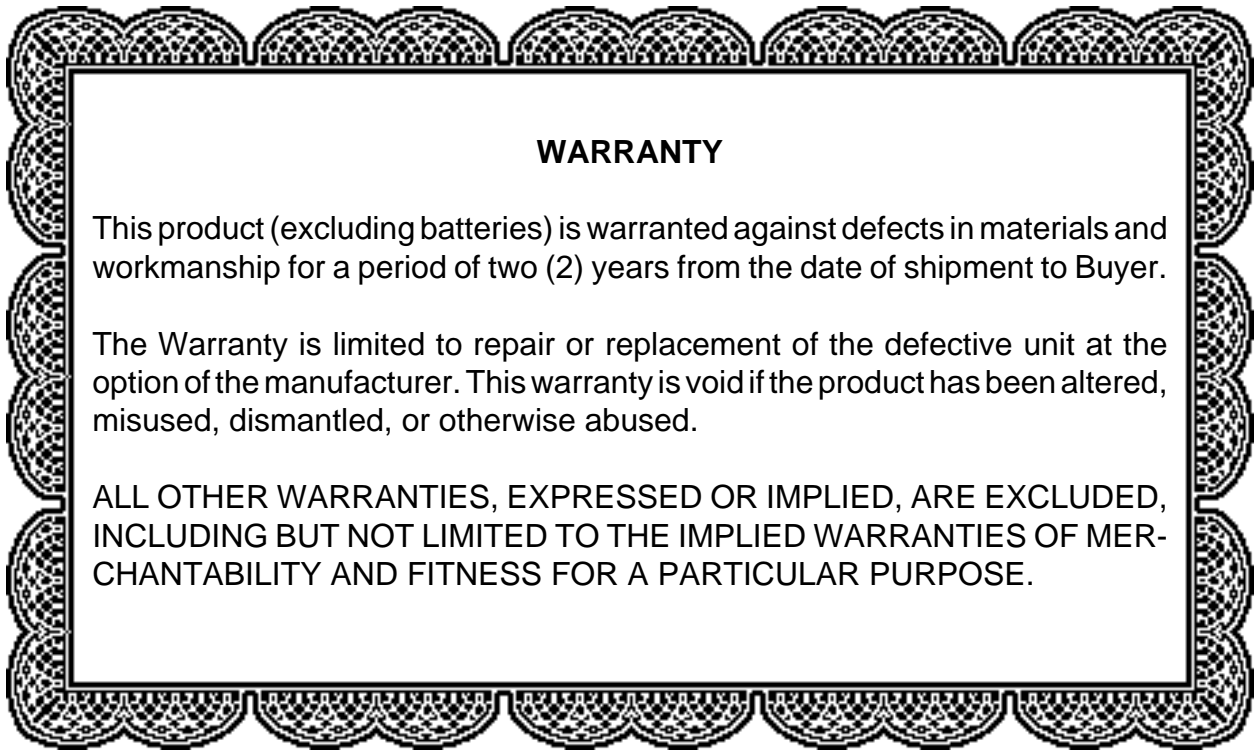 WARRANTY
This product (excluding batteries) is warranted against defects in materials and
workmanship for a period of two (2) years from the date of shipment to Buyer.
The Warranty is limited to repair or replacement of the defective unit at the
option of the manufacturer. This warranty is void if the product has been altered,
misused, dismantled, or otherwise abused.
ALL OTHER WARRANTIES, EXPRESSED OR IMPLIED, ARE EXCLUDED,
INCLUDING BUT NOT LIMITED TO THE IMPLIED WARRANTIES OF MER-
CHANTABILITY AND FITNESS FOR A PARTICULAR PURPOSE.